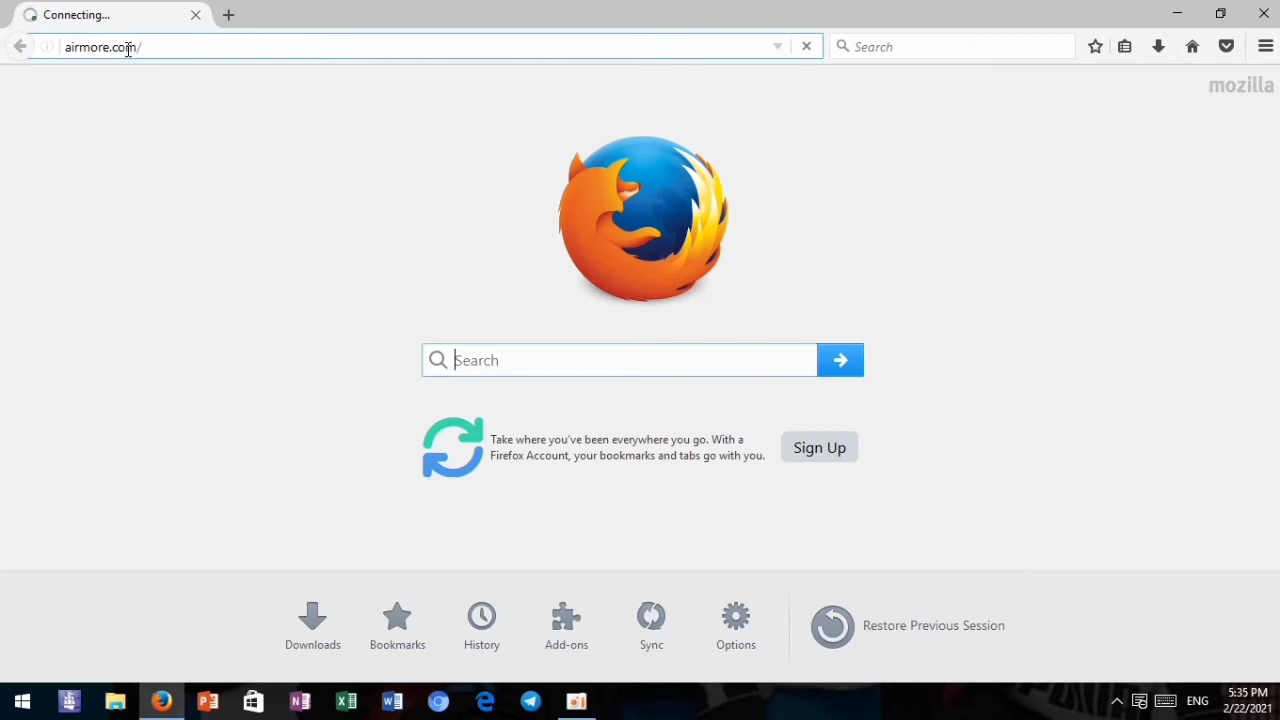 Connecting...
airmore.com/
Search
mozilla
Search
Take where you've been everywhere you go. With a
Firefox Account, your bookmarks and tabs go with you.
Sign Up
Downloads
Bookmarks
History
Add-ons
Sync
Options
Restore Previous Session
ENG
5:35 PM
2/22/2021